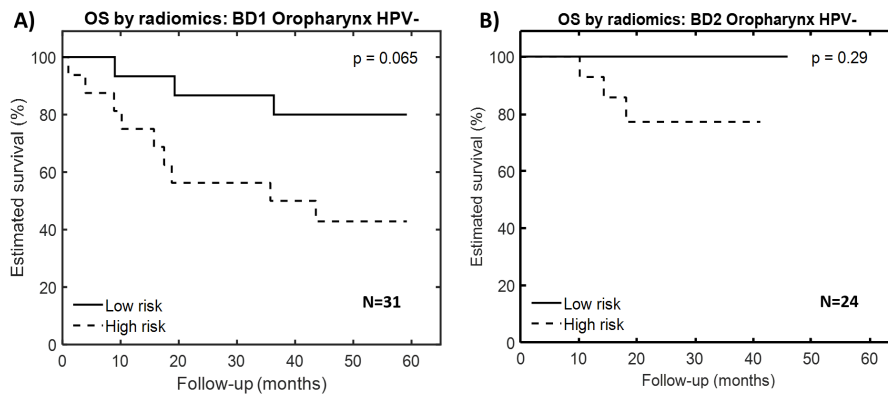 A)
OS by radiomics: BD1 Oropharynx HPV-
p = 0.065
100
80
60
40
20
0
Estimated survival (%)
Low risk
High risk
N=31
0 10 20 30 40 50 60
Follow-up (months)
B)
OS by radiomics: BD2 Oropharynx HPV-
p = 0.29
100
80
60
40
20
0
Estimated survival (%)
Low risk
High risk
N=24
0 10 20 30 40 50 60
Follow-up (months)